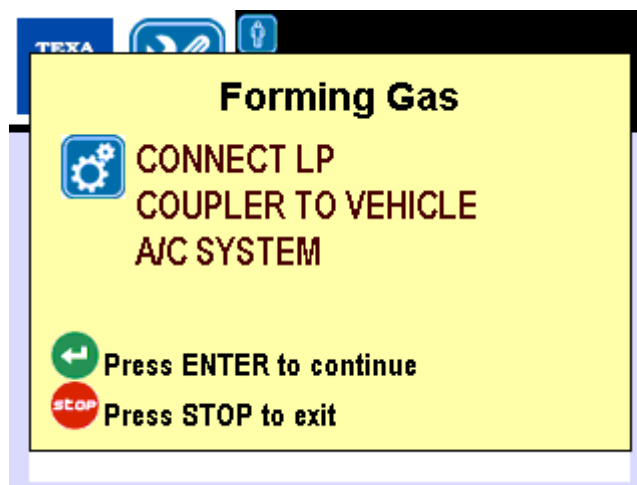 TEXA
Forming Gas
CONNECT LP
COUPLER TO VEHICLE
A/C SYSTEM
Press ENTER to continue
stop Press STOP to exit